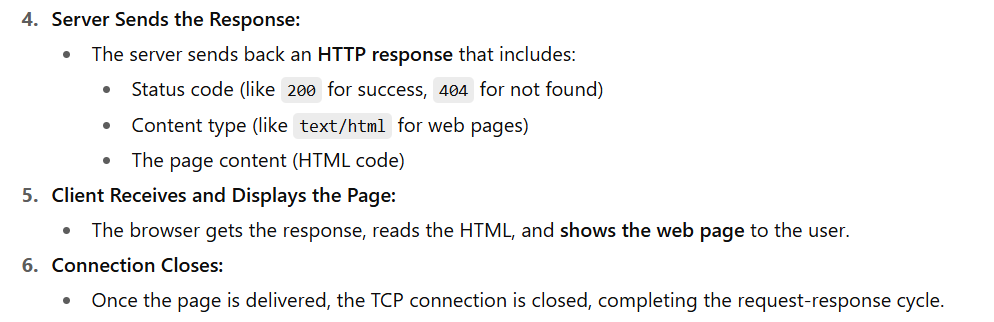 4. Server Sends the Response:
• The server sends back an HTTP response that includes:
• Status code (like 200 for success, 404 for not found)
• Content type (like text/html for web pages)
• The page content (HTML code)
5. Client Receives and Displays the Page:
• The browser gets the response, reads the HTML, and shows the web page to the user.
6. Connection Closes:
• Once the page is delivered, the TCP connection is closed, completing the request-response cycle.